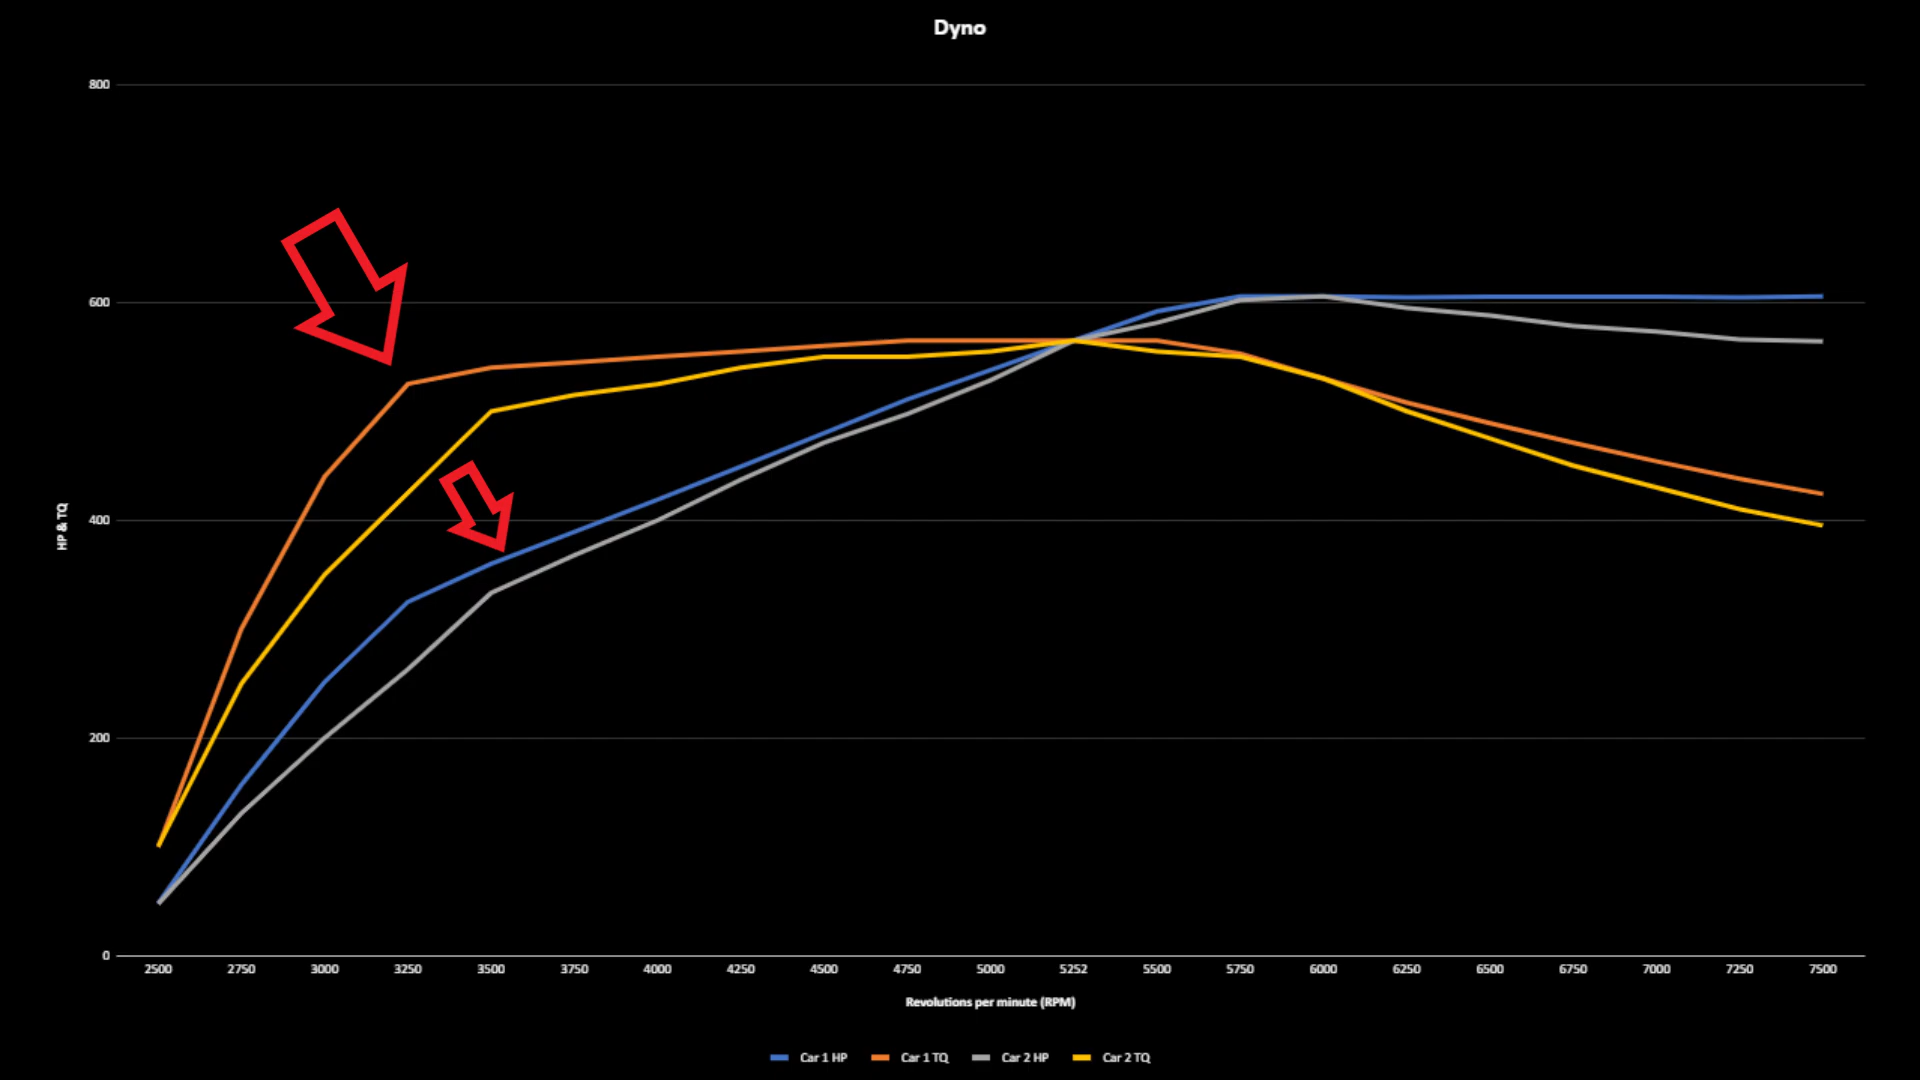 Dyno
800
600
400
200
0
HP & TQ
2500 2750 3000 3250 3500 3750 4000 4250 4500 4750 5000 5252 5500 5750 6000 6250 6500 6750 7000 7250 7500
Revolutions per minute (RPM)
Car 1 HP Car 1 TQ Car 2 HP Car 2 TQ